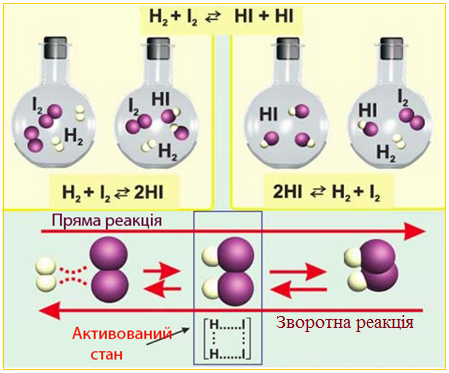 H₂ + I₂ ⇄ HI + HI
I₂
H₂
I₂
HI
H₂
HI
I₂
HI
H₂
H₂ + I₂ ⇄ 2HI
2HI ⇄ H₂ + I₂
Пряма реакція
Активований
стан
[H......I]
[H......I]
Зворотна реакція